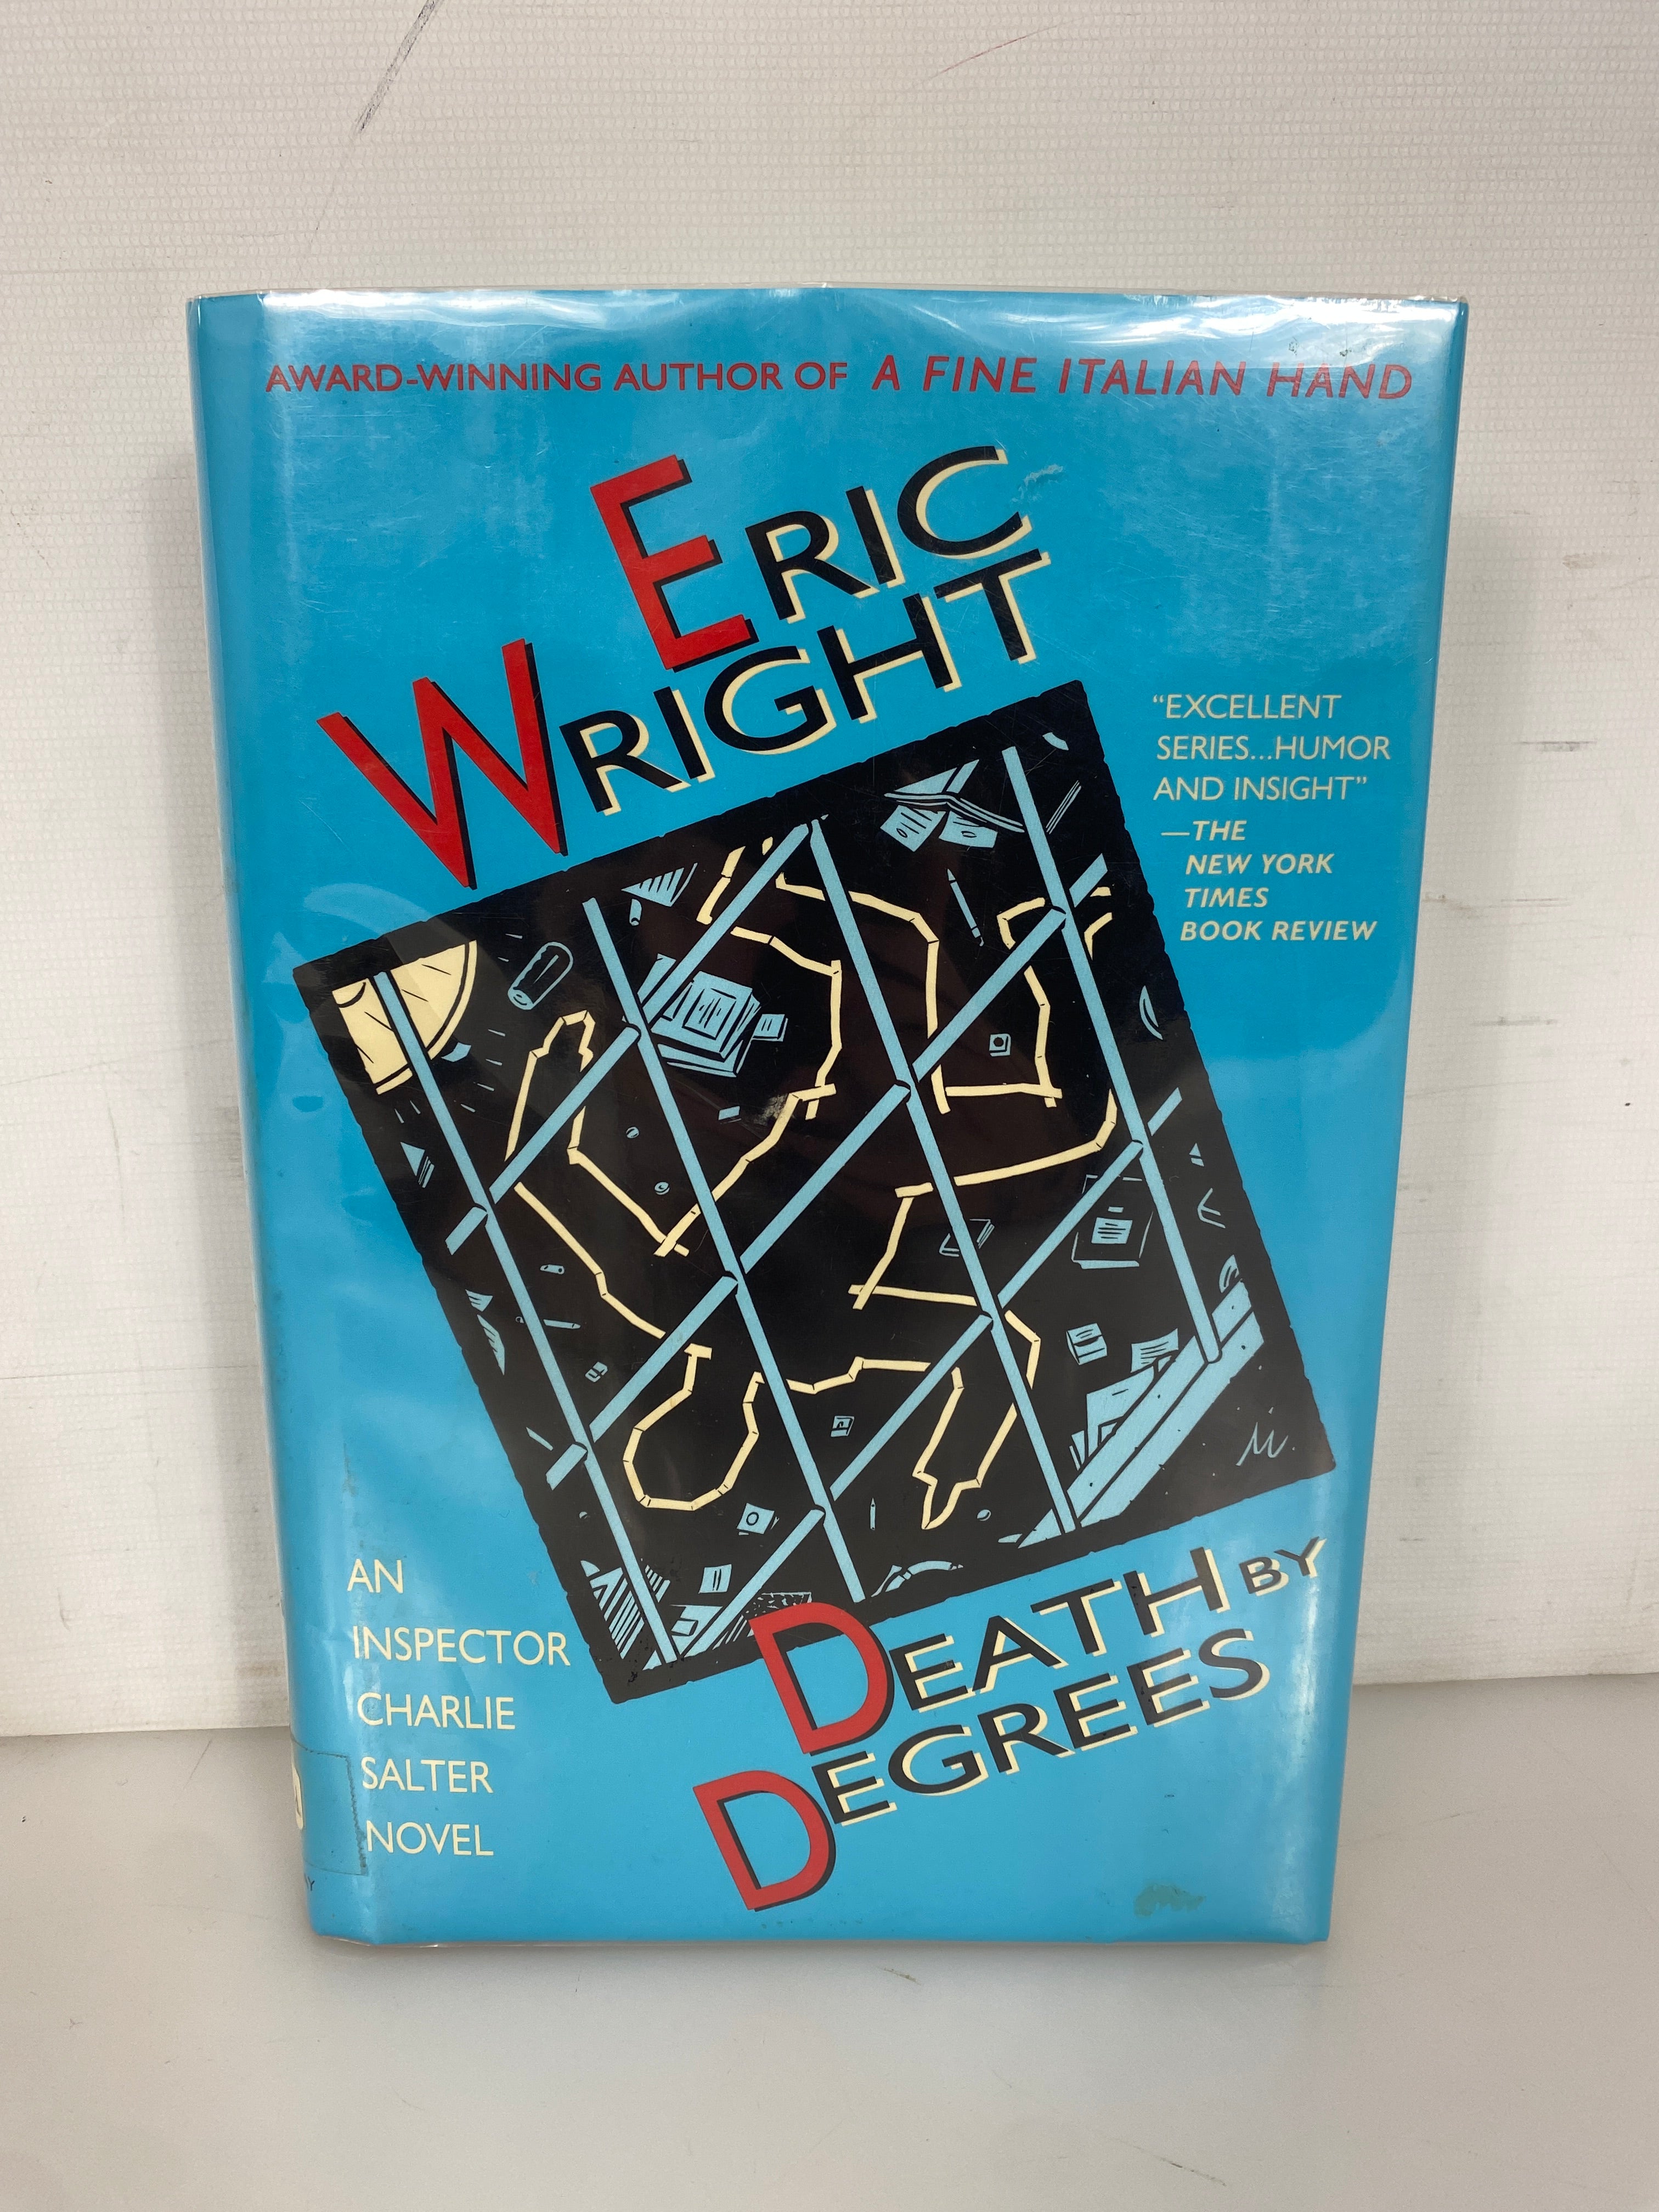 AWARD-WINNING AUTHOR OF A FINE ITALIAN HAND
ERIC
WRIGHT
“EXCELLENT
SERIES...HUMOR
AND INSIGHT”
—THE
NEW YORK
TIMES
BOOK REVIEW
AN
INSPECTOR
CHARLIE
SALTER
NOVEL
DEATH BY
DEGREES